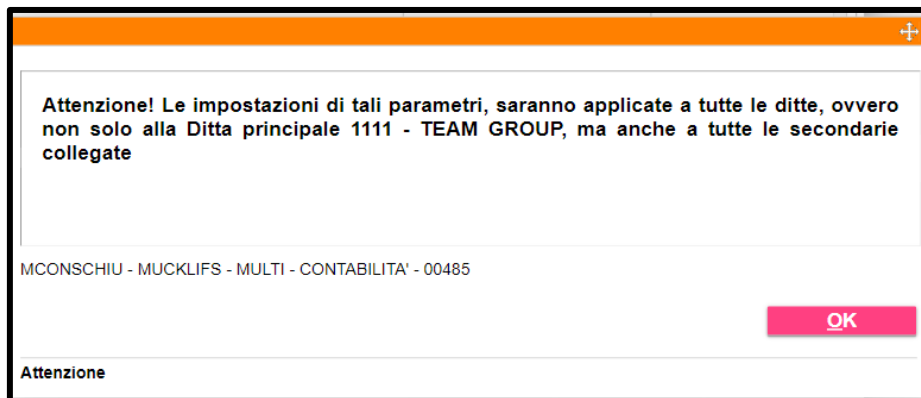 Attenzione! Le impostazioni di tali parametri, saranno applicate a tutte le ditte, ovvero
non solo alla Ditta principale 1111 - TEAM GROUP, ma anche a tutte le secondarie
collegate
MCONSCHIU - MUCKLIFS - MULTI - CONTABILITA' - 00485
OK
Attenzione